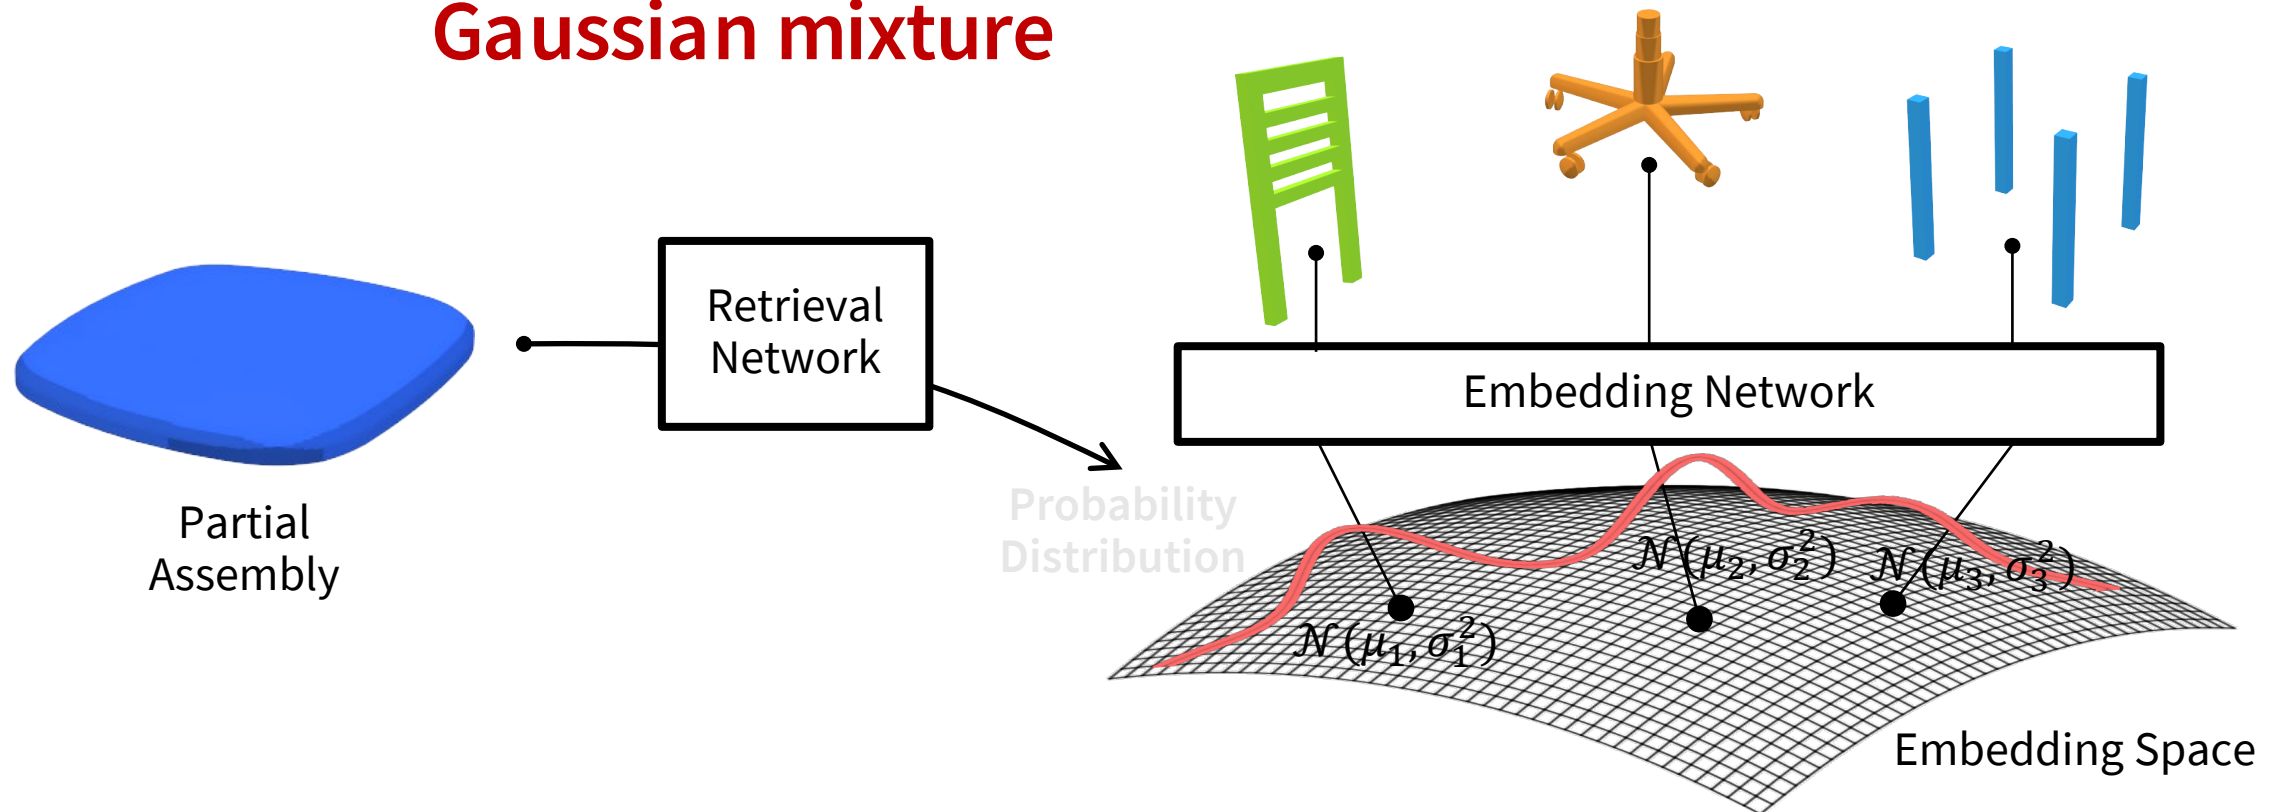 Gaussian mixture
Retrieval
Network
Embedding Network
Partial
Assembly
Probability
Distribution
𝒩(μ₁, σ₁²)
𝒩(μ₂, σ₂²)
𝒩(μ₃, σ₃²)
Embedding Space